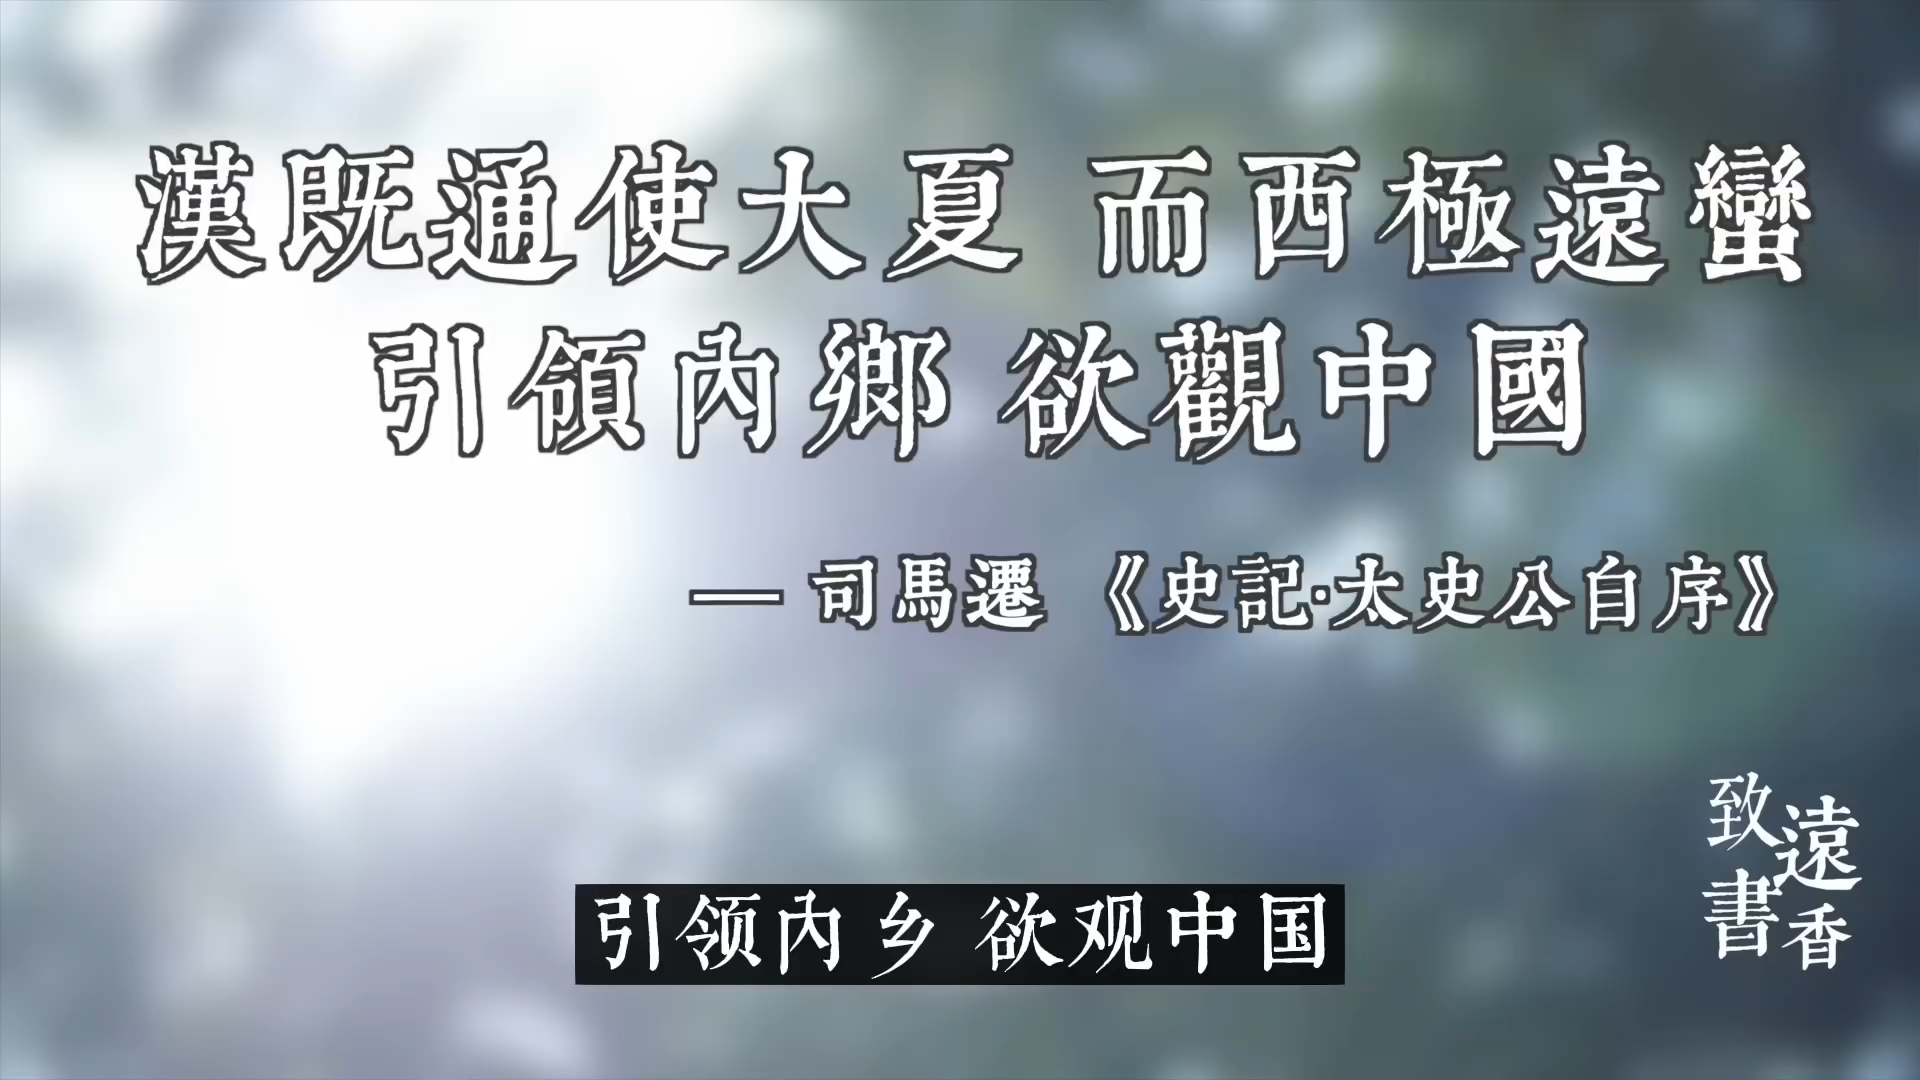 漢既通使大夏 而西極遠蠻
引領內鄉 欲觀中國
— 司馬遷 《史記·太史公自序》
致遠書香
引领内乡 欲观中国